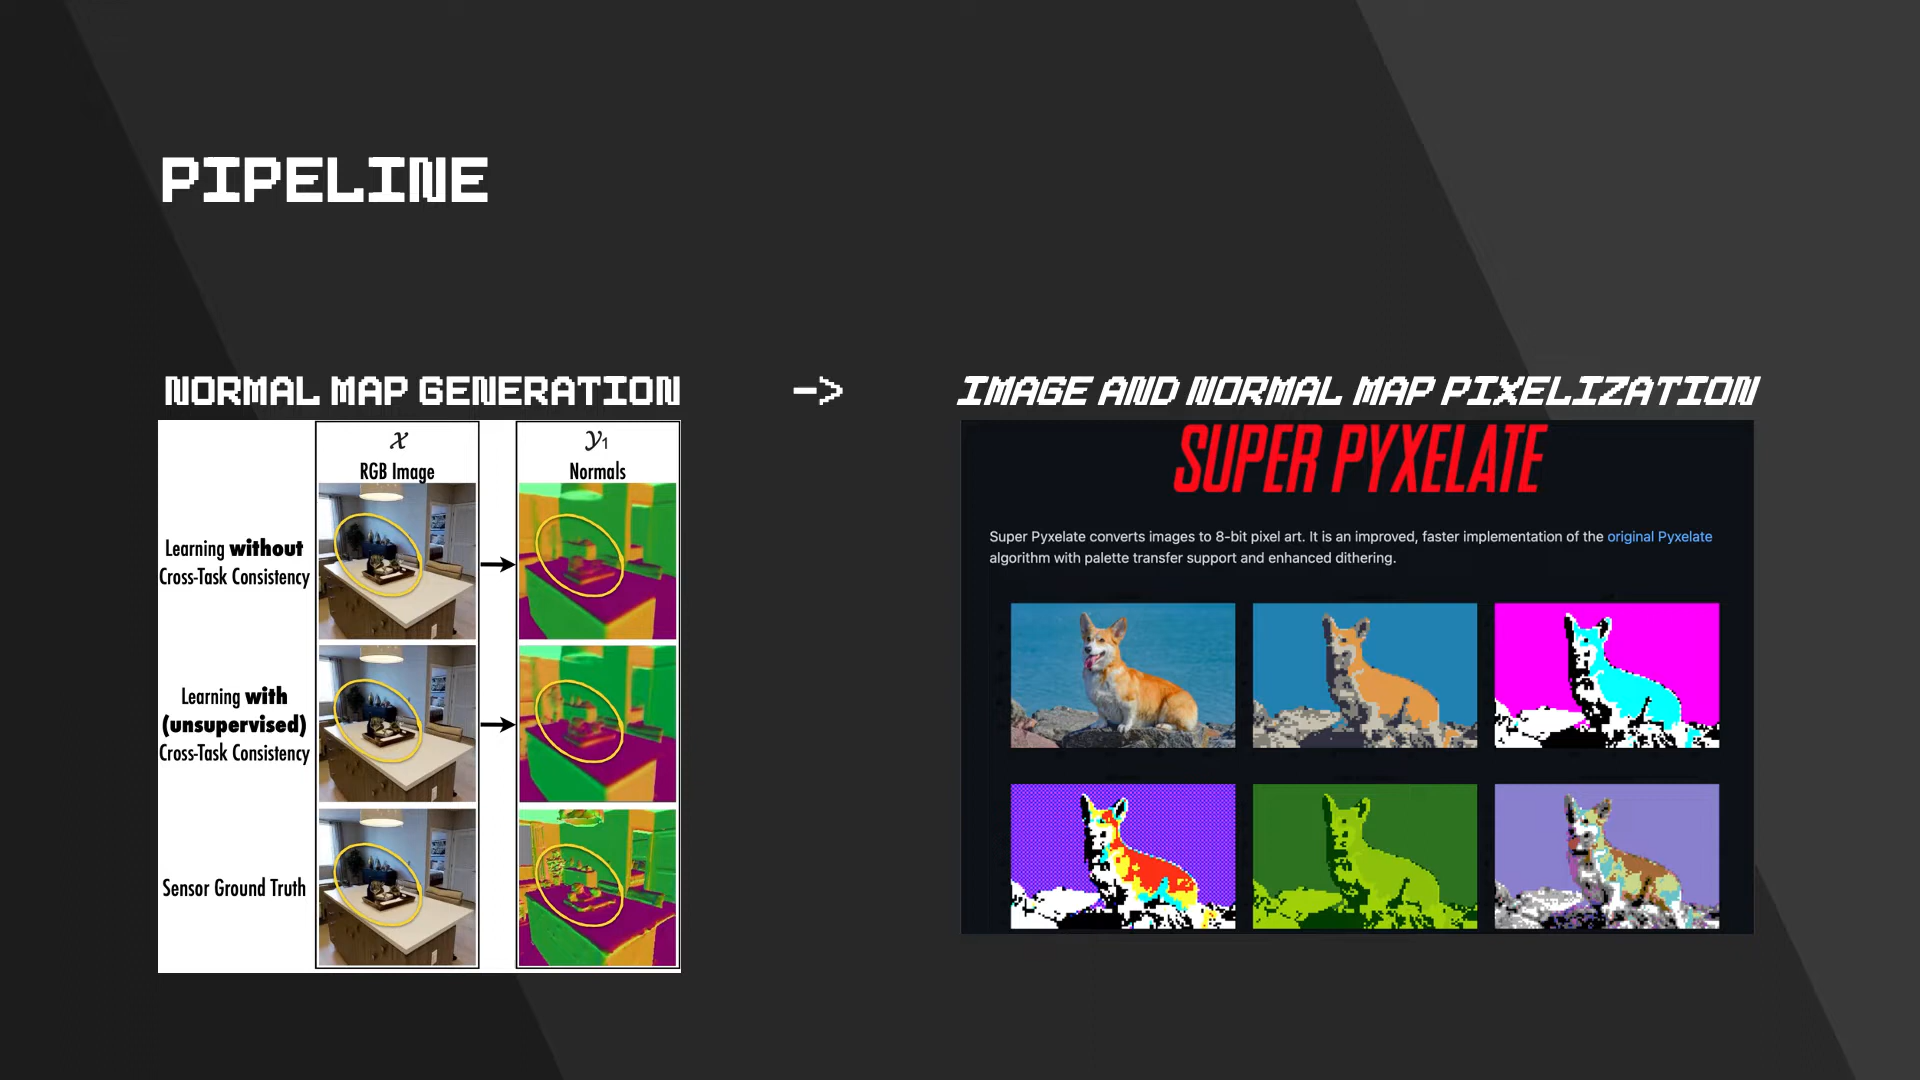 PIPELINE
NORMAL MAP GENERATION
->
IMAGE AND NORMAL MAP PIXELIZATION
𝒳
RGB Image
𝒴₁
Normals
Learning without
Cross-Task Consistency
Learning with
(unsupervised)
Cross-Task Consistency
Sensor Ground Truth
SUPER PYXELATE
Super Pyxelate converts images to 8-bit pixel art. It is an improved, faster implementation of the original Pyxelate
algorithm with palette transfer support and enhanced dithering.